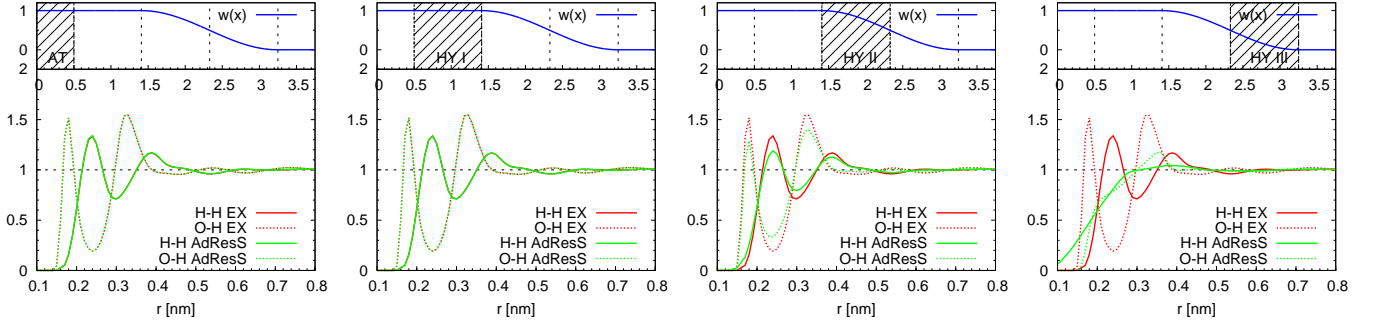 w(x)
1
0
AT
0 0.5 1 1.5 2 2.5 3 3.5
2
1.5
1
0.5
0
H-H EX
O-H EX
H-H AdResS
O-H AdResS
0.1 0.2 0.3 0.4 0.5 0.6 0.7 0.8
r [nm]
w(x)
1
0
HY I
0 0.5 1 1.5 2 2.5 3 3.5
2
1.5
1
0.5
0
H-H EX
O-H EX
H-H AdResS
O-H AdResS
0.1 0.2 0.3 0.4 0.5 0.6 0.7 0.8
r [nm]
w(x)
1
0
HY II
0 0.5 1 1.5 2 2.5 3 3.5
2
1.5
1
0.5
0
H-H EX
O-H EX
H-H AdResS
O-H AdResS
0.1 0.2 0.3 0.4 0.5 0.6 0.7 0.8
r [nm]
w(x)
1
0
HY III
0 0.5 1 1.5 2 2.5 3 3.5
2
1.5
1
0.5
0
H-H EX
O-H EX
H-H AdResS
O-H AdResS
0.1 0.2 0.3 0.4 0.5 0.6 0.7 0.8
r [nm]